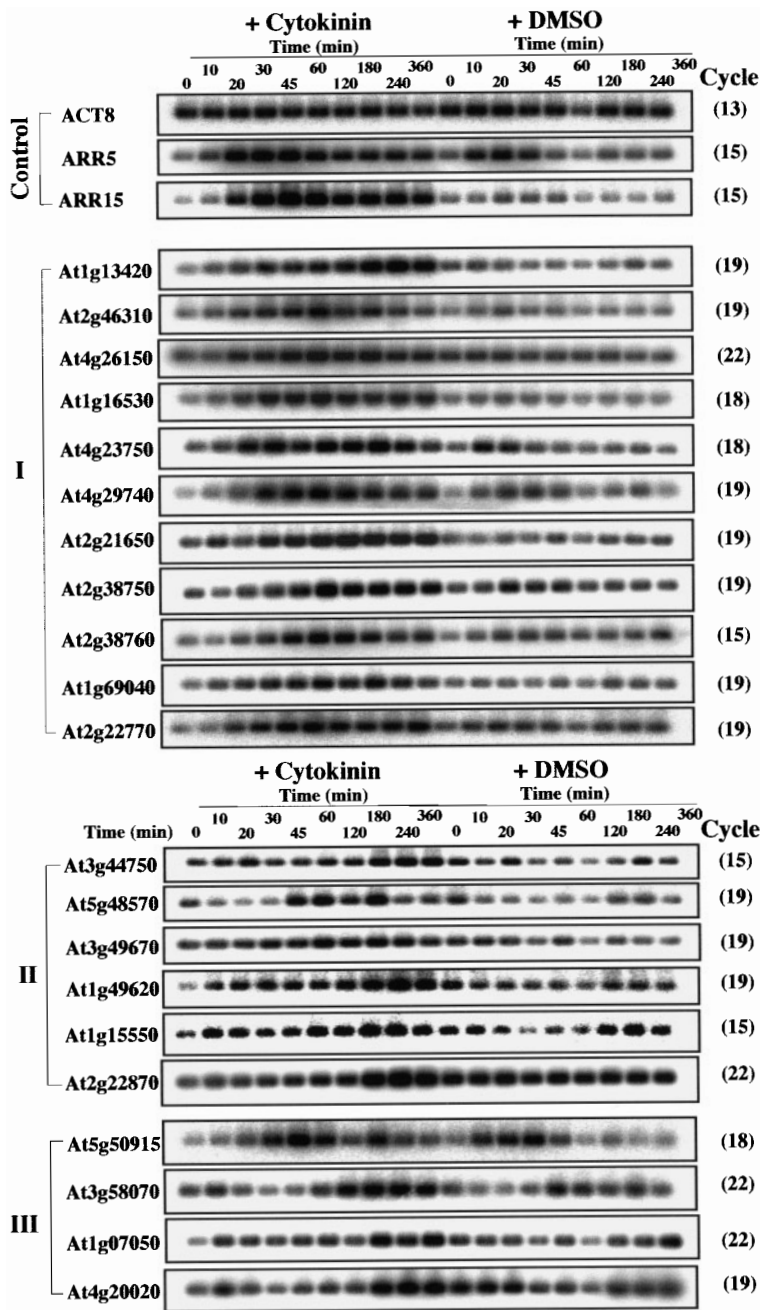 + Cytokinin + DMSO
Time (min) Time (min)
10 30 60 180 360 10 30 60 180 360
0 20 45 120 240 0 20 45 120 240 Cycle
Control
ACT8 (13)
ARR5 (15)
ARR15 (15)
I
At1g13420 (19)
At2g46310 (19)
At4g26150 (22)
At1g16530 (18)
At4g23750 (18)
At4g29740 (19)
At2g21650 (19)
At2g38750 (19)
At2g38760 (15)
At1g69040 (19)
At2g22770 (19)
+ Cytokinin + DMSO
Time (min) Time (min)
10 30 60 180 360 10 30 60 180 360
Time (min) 0 20 45 120 240 0 20 45 120 240 Cycle
II
At3g44750 (15)
At5g48570 (19)
At3g49670 (19)
At1g49620 (19)
At1g15550 (15)
At2g22870 (22)
III
At5g50915 (18)
At3g58070 (22)
At1g07050 (22)
At4g20020 (19)